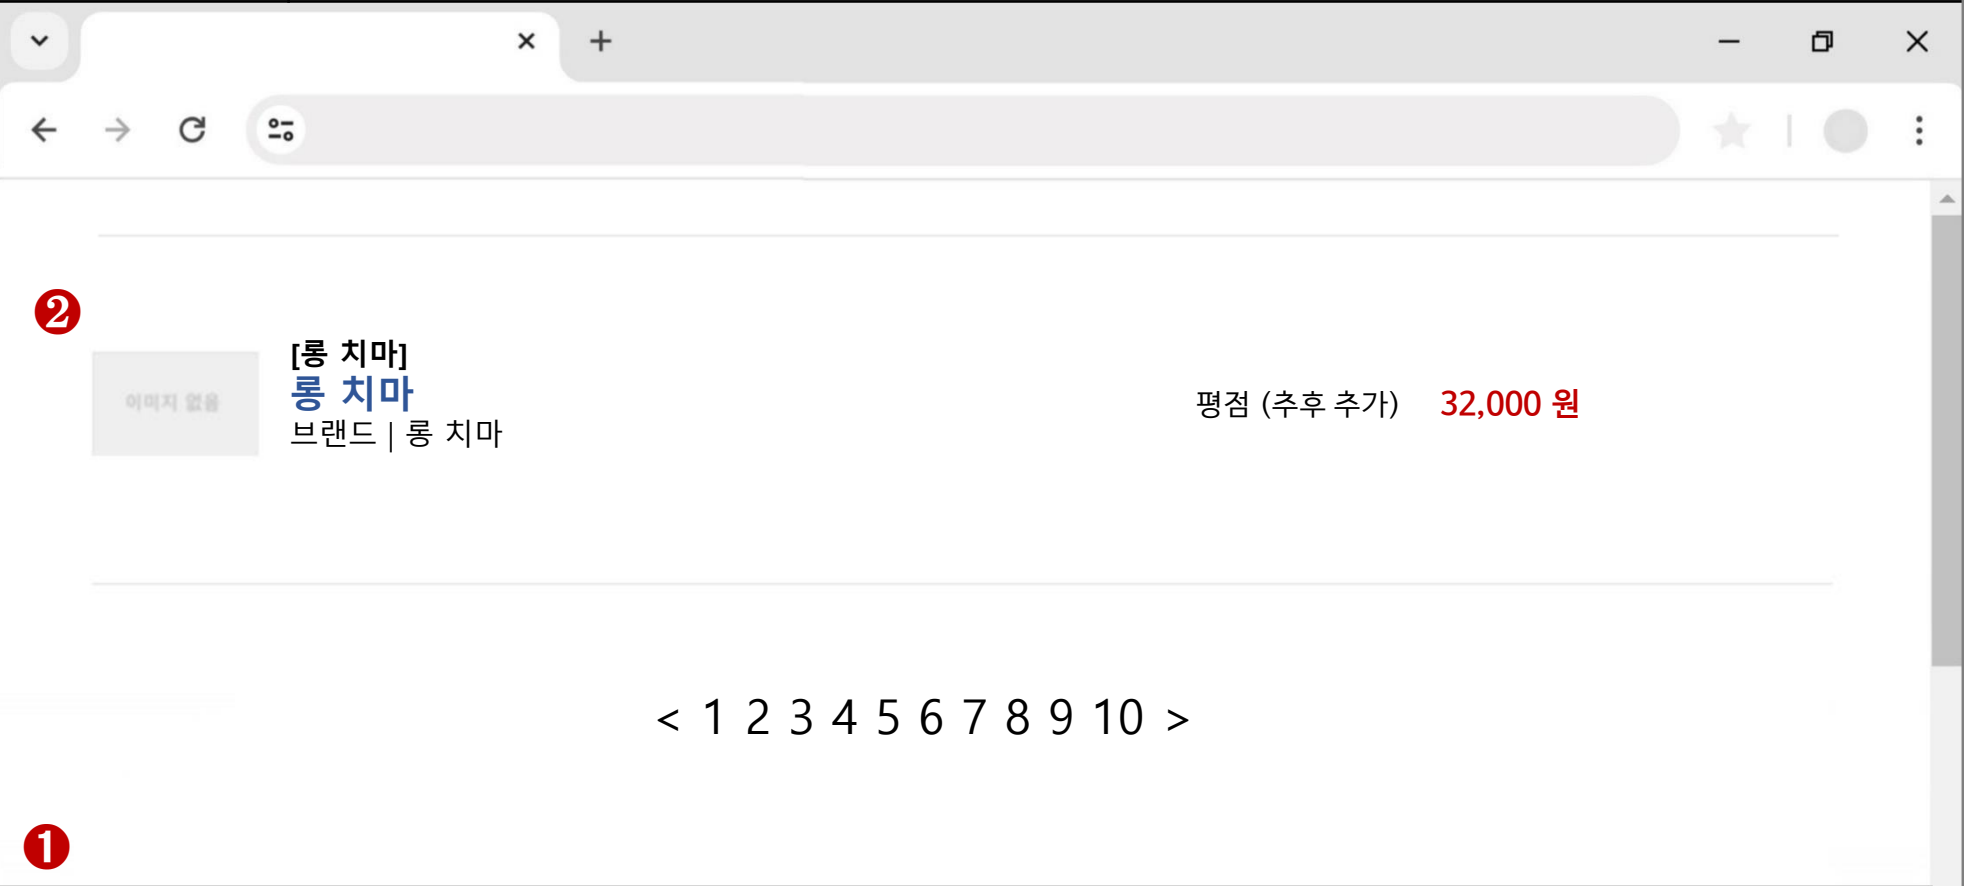 ❷
[롱 치마]
이미지 없음
롱 치마
브랜드 | 롱 치마
평점 (추후 추가) 32,000 원
< 1 2 3 4 5 6 7 8 9 10 >
❶